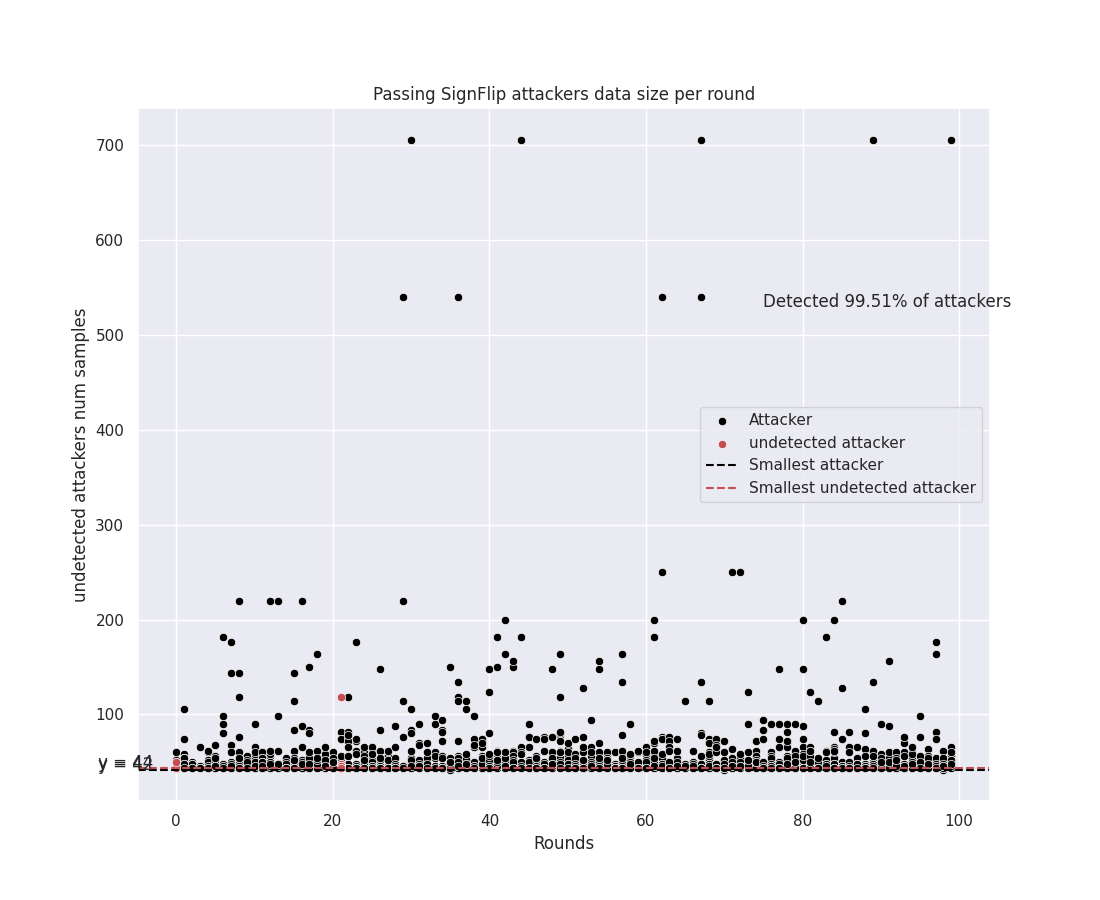 Passing SignFlip attackers data size per round
700
600
500
400
300
200
100
undetected attackers num samples
Detected 99.51% of attackers
Attacker
undetected attacker
Smallest attacker
Smallest undetected attacker
y = 44
0
20
40
60
80
100
Rounds